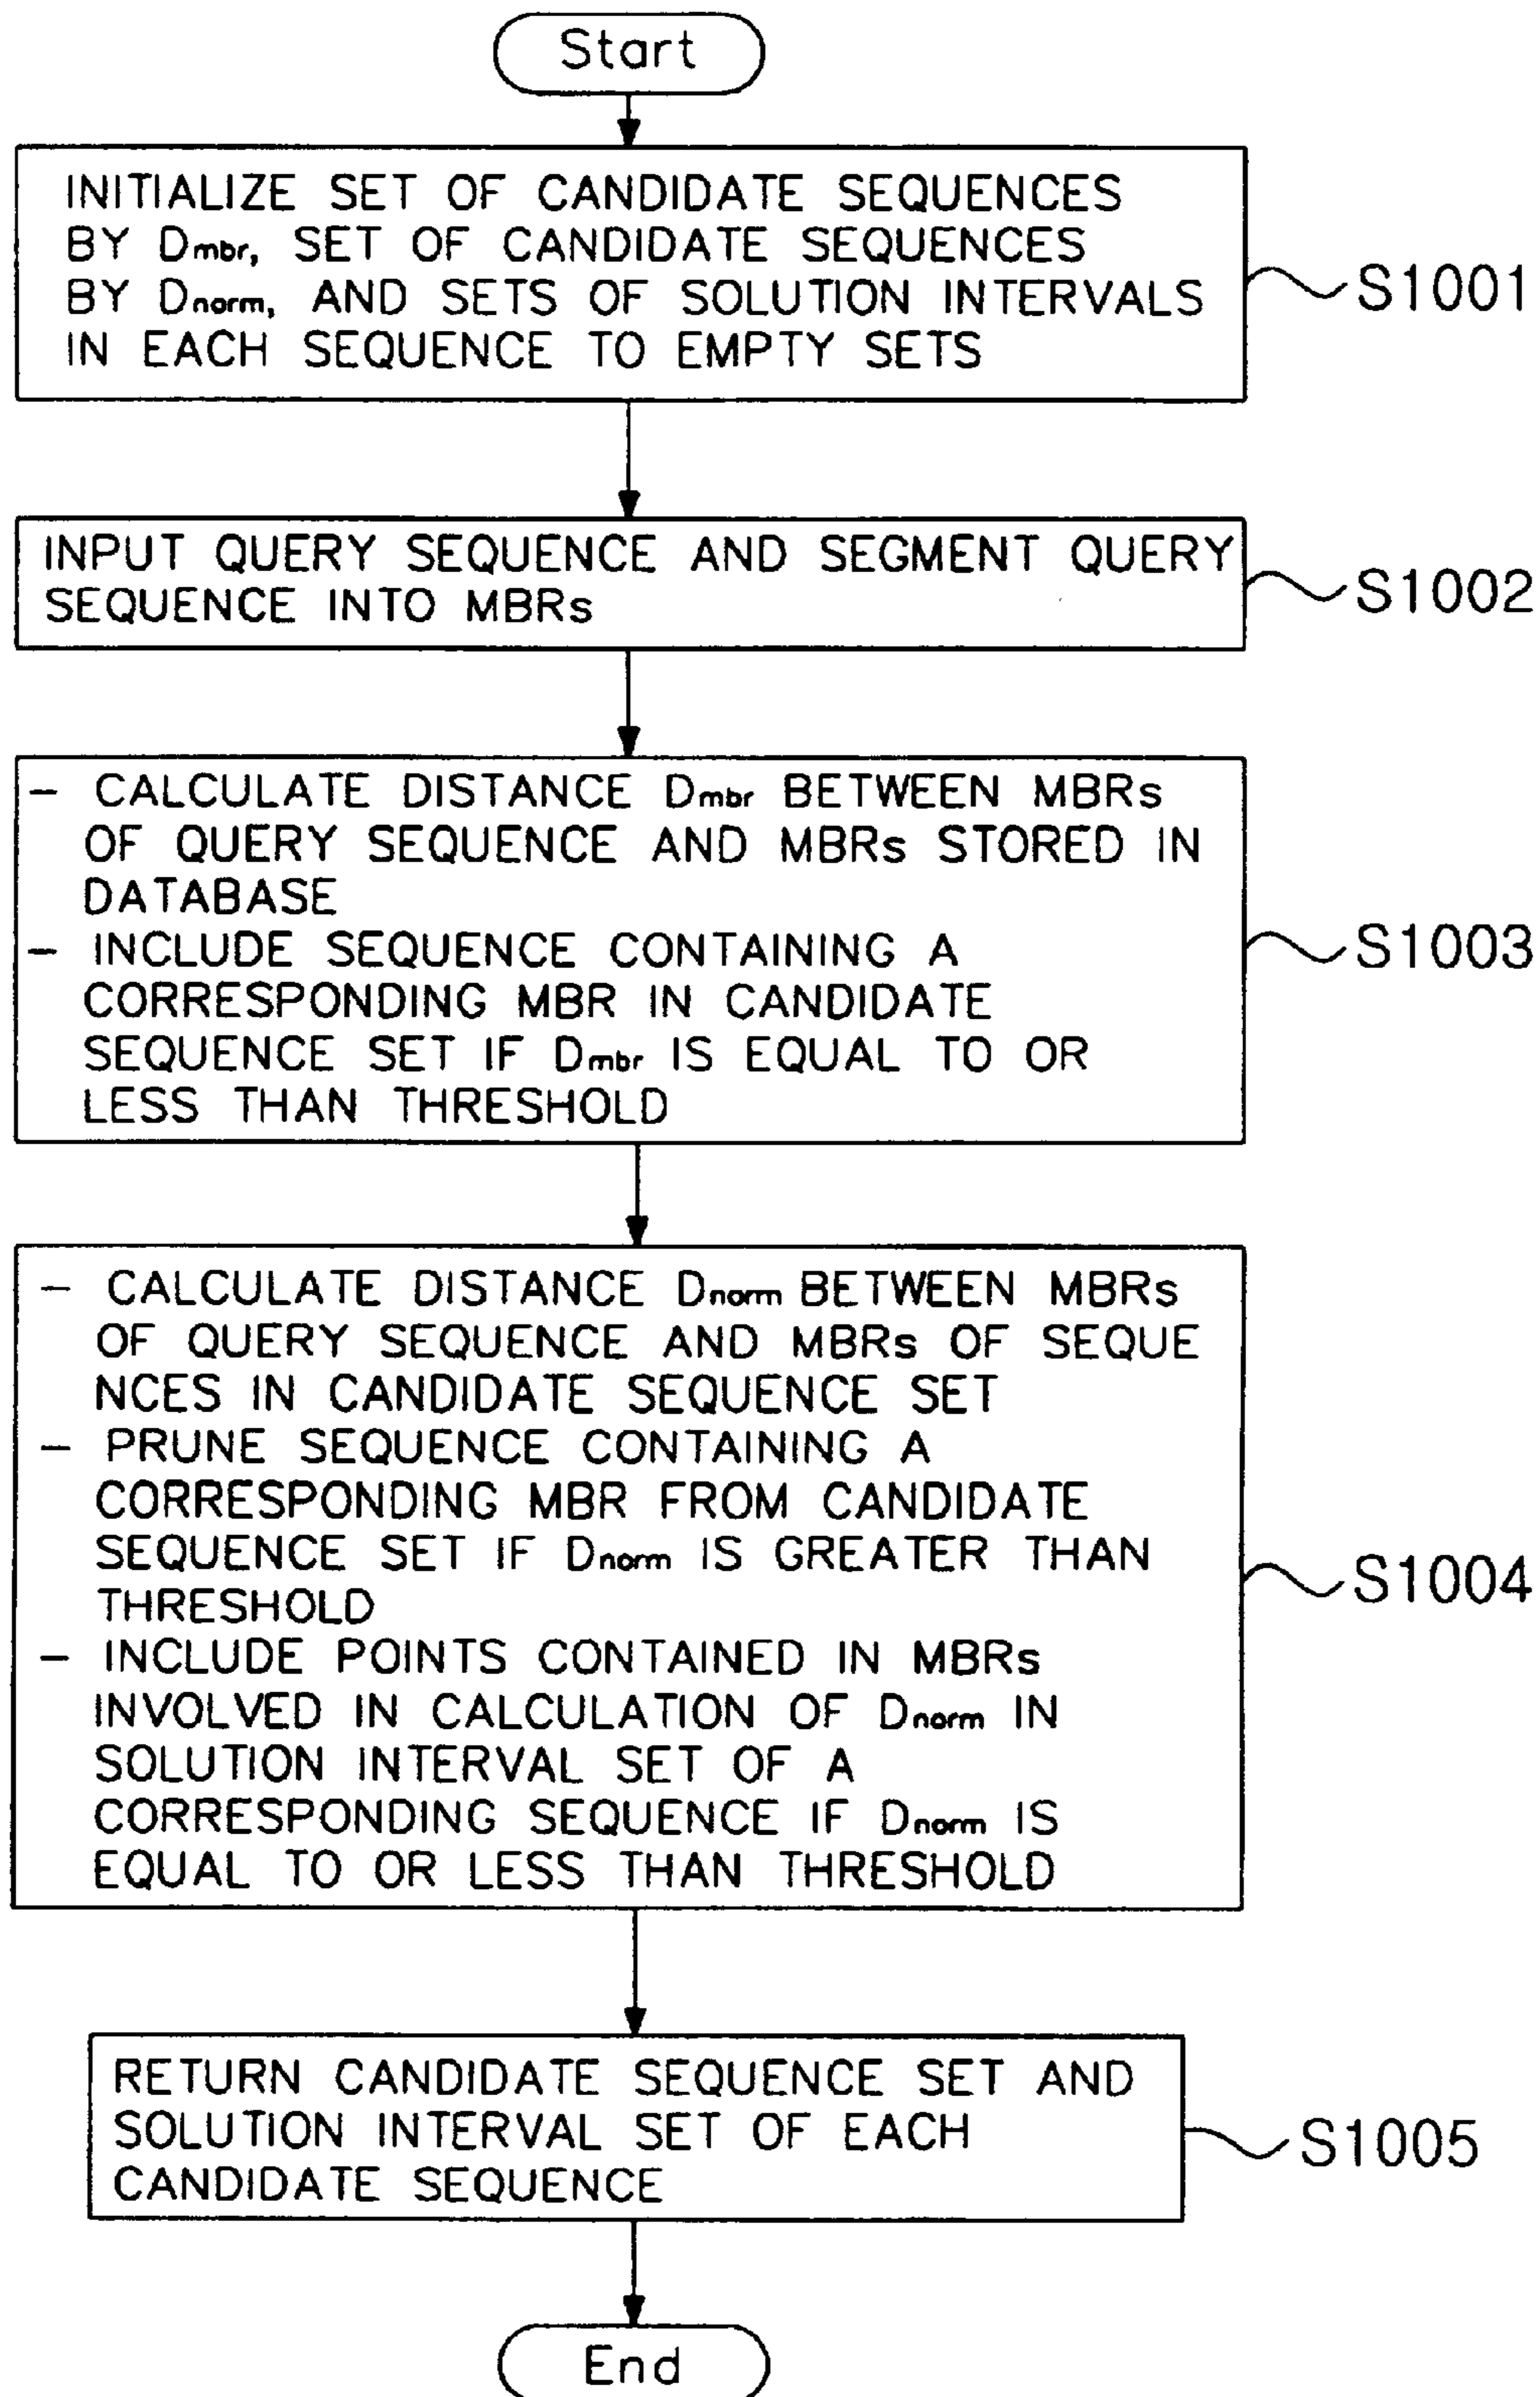 Start
INITIALIZE SET OF CANDIDATE SEQUENCES
BY Dmbr, SET OF CANDIDATE SEQUENCES
BY Dnorm, AND SETS OF SOLUTION INTERVALS
IN EACH SEQUENCE TO EMPTY SETS
S1001
INPUT QUERY SEQUENCE AND SEGMENT QUERY
SEQUENCE INTO MBRs
S1002
- CALCULATE DISTANCE Dmbr BETWEEN MBRs
OF QUERY SEQUENCE AND MBRs STORED IN
DATABASE
- INCLUDE SEQUENCE CONTAINING A
CORRESPONDING MBR IN CANDIDATE
SEQUENCE SET IF Dmbr IS EQUAL TO OR
LESS THAN THRESHOLD
S1003
- CALCULATE DISTANCE Dnorm BETWEEN MBRs
OF QUERY SEQUENCE AND MBRs OF SEQUE
NCES IN CANDIDATE SEQUENCE SET
- PRUNE SEQUENCE CONTAINING A
CORRESPONDING MBR FROM CANDIDATE
SEQUENCE SET IF Dnorm IS GREATER THAN
THRESHOLD
- INCLUDE POINTS CONTAINED IN MBRs
INVOLVED IN CALCULATION OF Dnorm IN
SOLUTION INTERVAL SET OF A
CORRESPONDING SEQUENCE IF Dnorm IS
EQUAL TO OR LESS THAN THRESHOLD
S1004
RETURN CANDIDATE SEQUENCE SET AND
SOLUTION INTERVAL SET OF EACH
CANDIDATE SEQUENCE
S1005
End